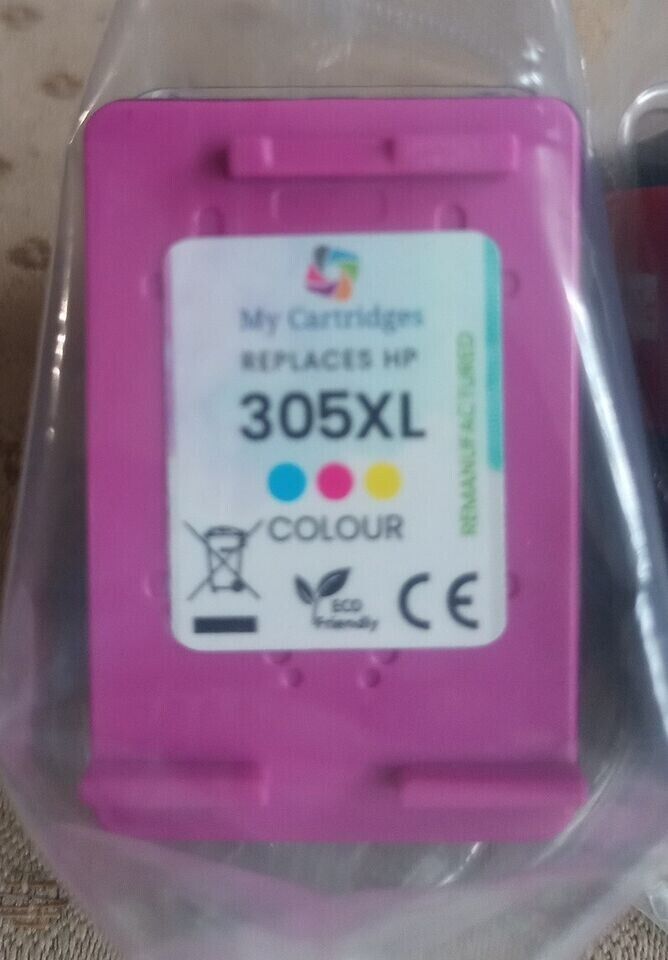 My Cartridges
REPLACES HP
305XL
COLOUR
REMANUFACTURED
ECO
Friendly
CE